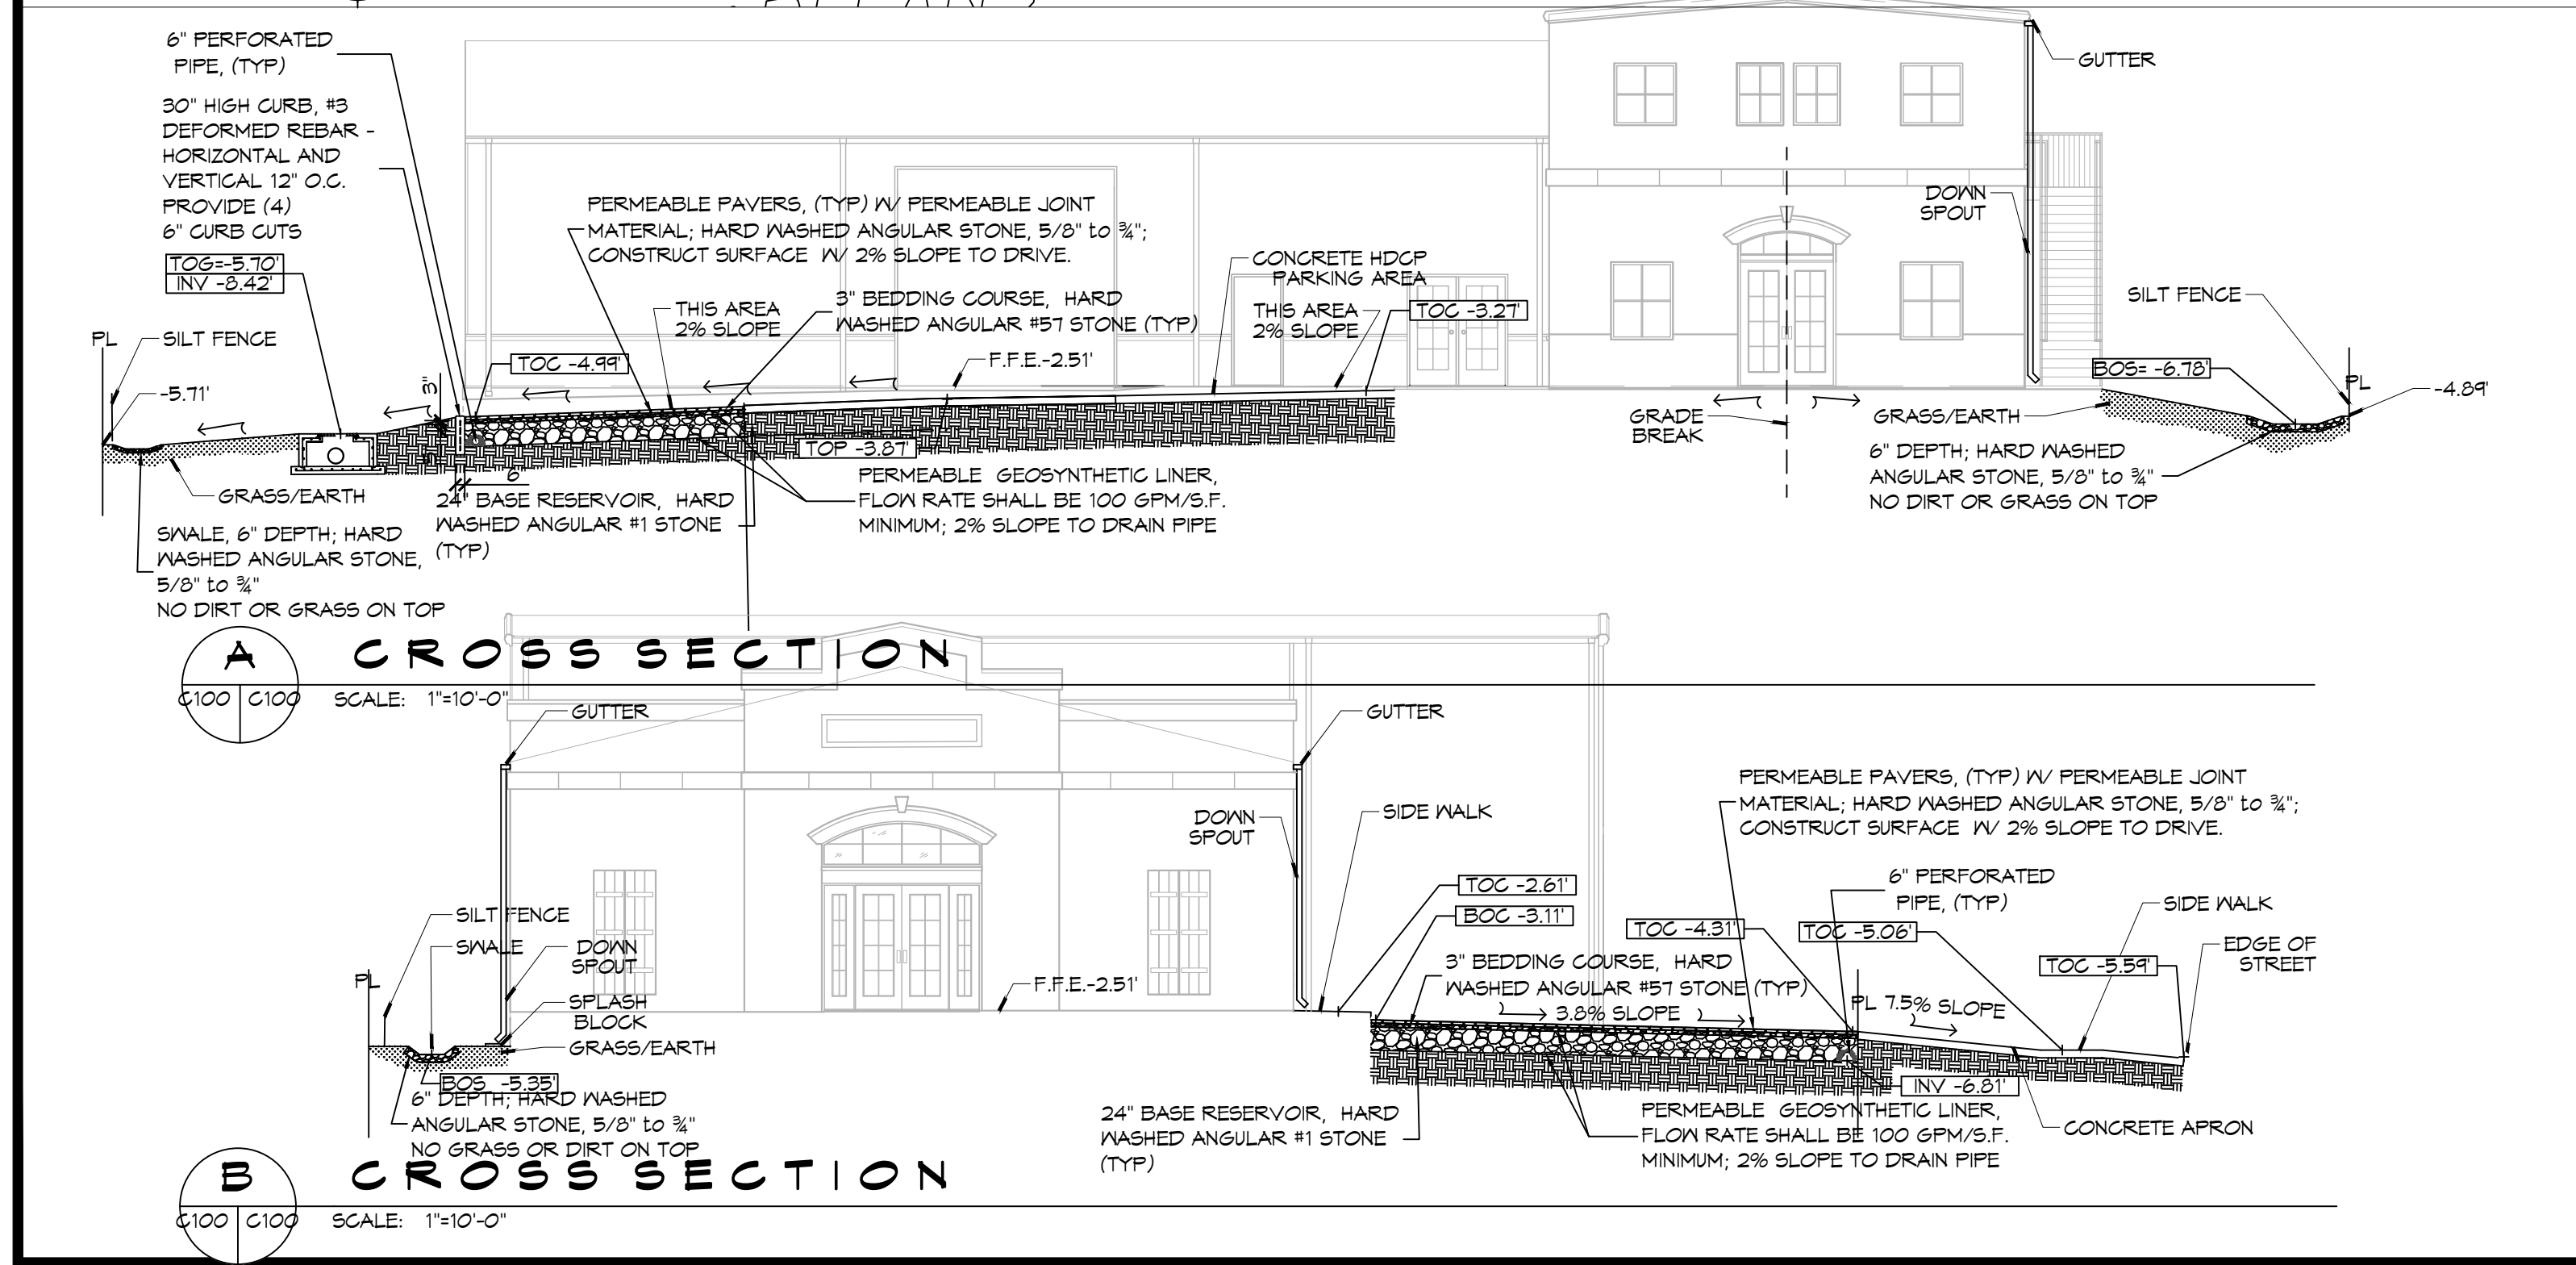 6" PERFORATED
PIPE, (TYP)
30" HIGH CURB, #3
DEFORMED REBAR -
HORIZONTAL AND
VERTICAL 12" O.C.
PROVIDE (4)
6" CURB CUTS
TOG=-5.70'
INV -8.42'
PL
SILT FENCE
-5.71'
GRASS/EARTH
SWALE, 6" DEPTH; HARD
WASHED ANGULAR STONE,
5/8" to ¾"
NO DIRT OR GRASS ON TOP
3"
6
24" BASE RESERVOIR, HARD
WASHED ANGULAR #1 STONE
(TYP)
TOC -4.99'
PERMEABLE PAVERS, (TYP) W/ PERMEABLE JOINT
MATERIAL; HARD WASHED ANGULAR STONE, 5/8" to ¾";
CONSTRUCT SURFACE W/ 2% SLOPE TO DRIVE.
THIS AREA
2% SLOPE
3" BEDDING COURSE, HARD
WASHED ANGULAR #57 STONE (TYP)
F.F.E.-2.51'
TOP -3.87'
PERMEABLE GEOSYNTHETIC LINER,
FLOW RATE SHALL BE 100 GPM/S.F.
MINIMUM; 2% SLOPE TO DRAIN PIPE
CONCRETE HDCP
PARKING AREA
THIS AREA
2% SLOPE
TOC -3.27'
GRADE
BREAK
GUTTER
DOWN
SPOUT
SILT FENCE
BOS= -6.78'
PL
-4.89'
GRASS/EARTH
6" DEPTH; HARD WASHED
ANGULAR STONE, 5/8" to ¾"
NO DIRT OR GRASS ON TOP
A
CROSS SECTION
C100 C100
SCALE: 1"=10'-0"
GUTTER
GUTTER
DOWN
SPOUT
SIDE WALK
SILT FENCE
SWALE
DOWN
SPOUT
PL
SPLASH
BLOCK
GRASS/EARTH
BOS -5.35'
6" DEPTH; HARD WASHED
ANGULAR STONE, 5/8" to ¾"
NO GRASS OR DIRT ON TOP
F.F.E.-2.51'
PERMEABLE PAVERS, (TYP) W/ PERMEABLE JOINT
MATERIAL; HARD WASHED ANGULAR STONE, 5/8" to ¾";
CONSTRUCT SURFACE W/ 2% SLOPE TO DRIVE.
TOC -2.61'
BOC -3.11'
TOC -4.31'
6" PERFORATED
PIPE, (TYP)
TOC -5.06'
SIDE WALK
TOC -5.59'
EDGE OF
STREET
3" BEDDING COURSE, HARD
WASHED ANGULAR #57 STONE (TYP)
3.8% SLOPE
PL 7.5% SLOPE
INV -6.81'
24" BASE RESERVOIR, HARD
WASHED ANGULAR #1 STONE
(TYP)
PERMEABLE GEOSYNTHETIC LINER,
FLOW RATE SHALL BE 100 GPM/S.F.
MINIMUM; 2% SLOPE TO DRAIN PIPE
CONCRETE APRON
B
CROSS SECTION
C100 C100
SCALE: 1"=10'-0"